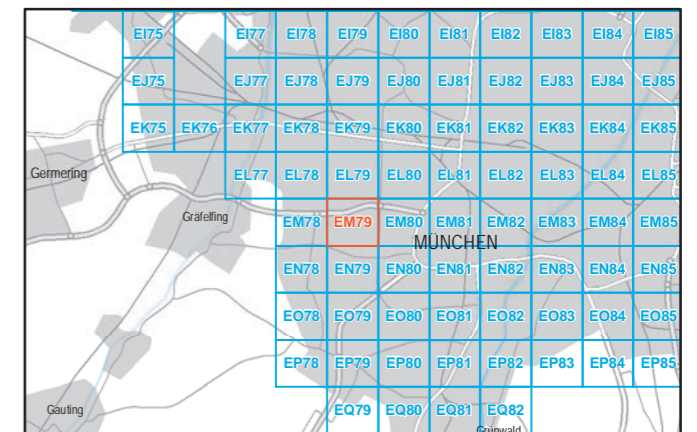 EI75 EI77 EI78 EI79 EI80 EI81 EI82 EI83 EI84 EI85
EJ75 EJ77 EJ78 EJ79 EJ80 EJ81 EJ82 EJ83 EJ84 EJ85
EK75 EK76 EK77 EK78 EK79 EK80 EK81 EK82 EK83 EK84 EK85
Germering EL77 EL78 EL79 EL80 EL81 EL82 EL83 EL84 EL85
Gräfelfing EM78 EM79 EM80 EM81 EM82 EM83 EM84 EM85
MÜNCHEN
EN78 EN79 EN80 EN81 EN82 EN83 EN84 EN85
EO78 EO79 EO80 EO81 EO82 EO83 EO84 EO85
EP78 EP79 EP80 EP81 EP82 EP83 EP84 EP85
Gauting EQ79 EQ80 EQ81 EQ82
Grünwald